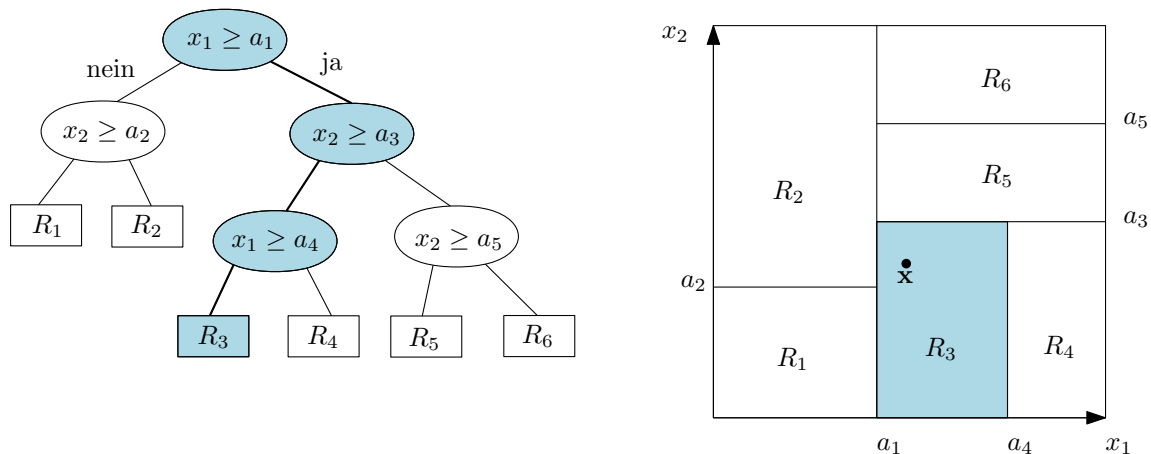 x₁ ≥ a₁
nein
ja
x₂ ≥ a₂
x₂ ≥ a₃
R₁
R₂
x₁ ≥ a₄
x₂ ≥ a₅
R₃
R₄
R₅
R₆
x₂
R₆
a₅
R₅
R₂
a₃
x
a₂
R₁
R₃
R₄
a₁
a₄
x₁